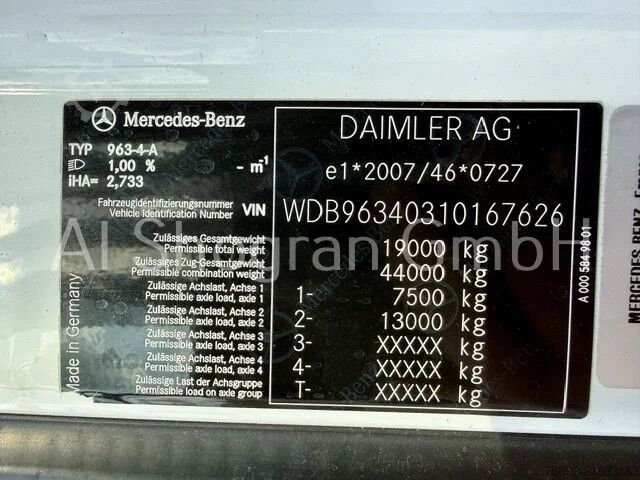 Mercedes-Benz
TYP 963-4-A
1,00 % - m-1
iHA= 2,733
Fahrzeugidentifizierungsnummer
Vehicle Identification Number VIN
DAIMLER AG
e1*2007/46*0727
WDB96340310167626
Zulässiges Gesamtgewicht
Permissible total weight
19000 kg
Zulässiges Zug-Gesamtgewicht
Permissible combination weight
44000 kg
Zulässige Achslast, Achse 1
Permissible axle load, axle 1
1- 7500 kg
Zulässige Achslast, Achse 2
Permissible axle load, axle 2
2- 13000 kg
Zulässige Achslast, Achse 3
Permissible axle load, axle 3
3- XXXXX kg
Zulässige Achslast, Achse 4
Permissible axle load, axle 4
4- XXXXX kg
Zulässige Last der Achsgruppe
Permissible load on axle group
T- XXXXX kg
Made in Germany
A 000 584 98 01
MERCEDES-BENZ
GmbH